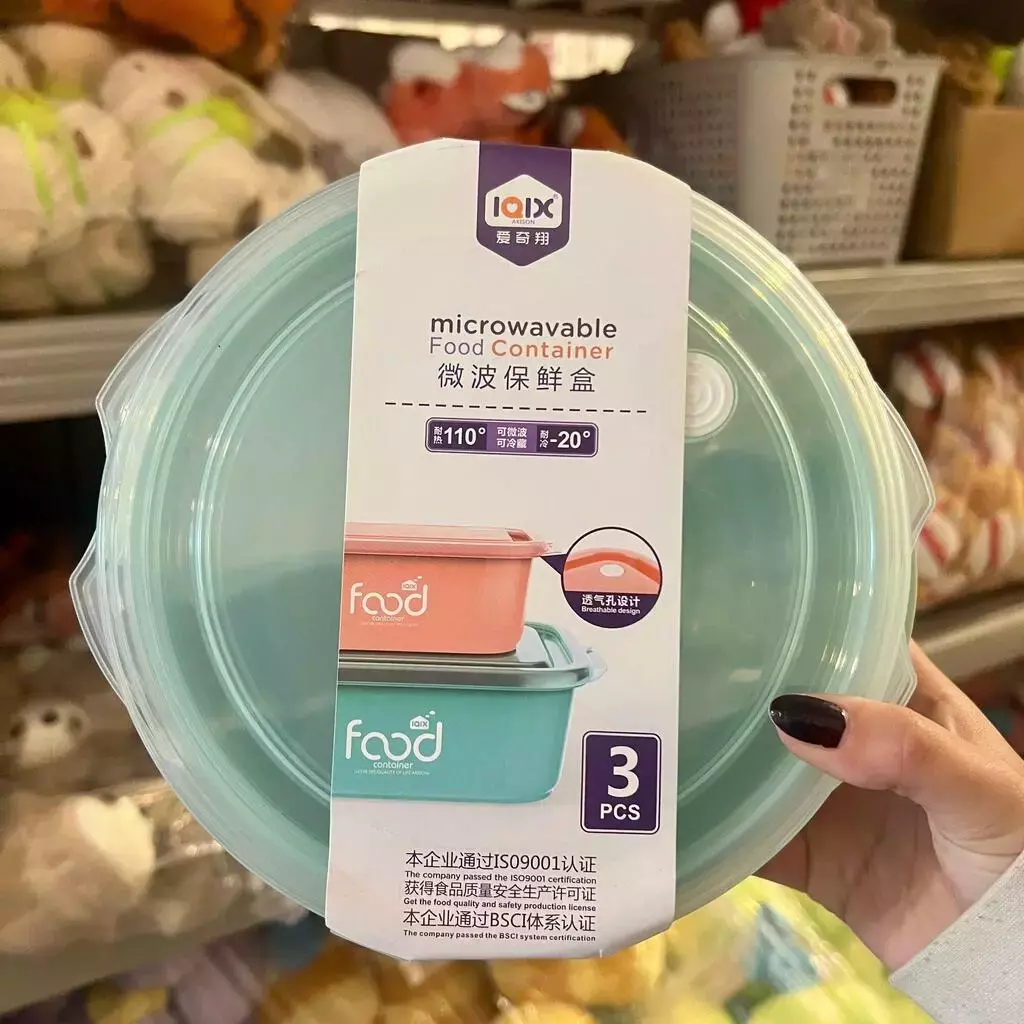 IQIX®
AXISON
爱奇翔
microwavable
Food Container
微波保鲜盒
耐热 110° 可微波 可冷藏 耐冷 -20°
IQIX
food
container
透气孔设计
Breathable design
IQIX
food
container
3
PCS
本企业通过ISO9001认证
The company passed the ISO9001 certification
获得食品质量安全生产许可证
Get the food quality and safety production license
本企业通过BSCI体系认证
The company passed the BSCI system certification